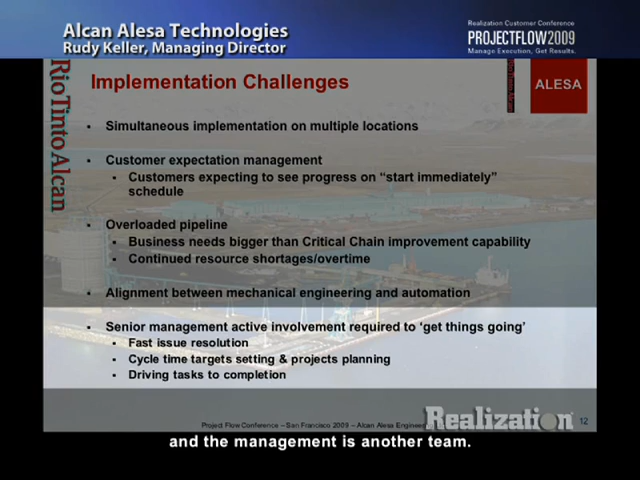 Alcan Alesa Technologies
Rudy Keller, Managing Director
Realization Customer Conference
PROJECTFLOW2009
Manage Execution, Get Results.
RioTintoAlcan
Implementation Challenges
ALESA
• Simultaneous implementation on multiple locations
• Customer expectation management
• Customers expecting to see progress on “start immediately”
schedule
• Overloaded pipeline
• Business needs bigger than Critical Chain improvement capability
• Continued resource shortages/overtime
• Alignment between mechanical engineering and automation
• Senior management active involvement required to ‘get things going’
• Fast issue resolution
• Cycle time targets setting & projects planning
• Driving tasks to completion
Project Flow Conference – San Francisco 2009 – Alcan Alesa Engineering
Realization
12
and the management is another team.